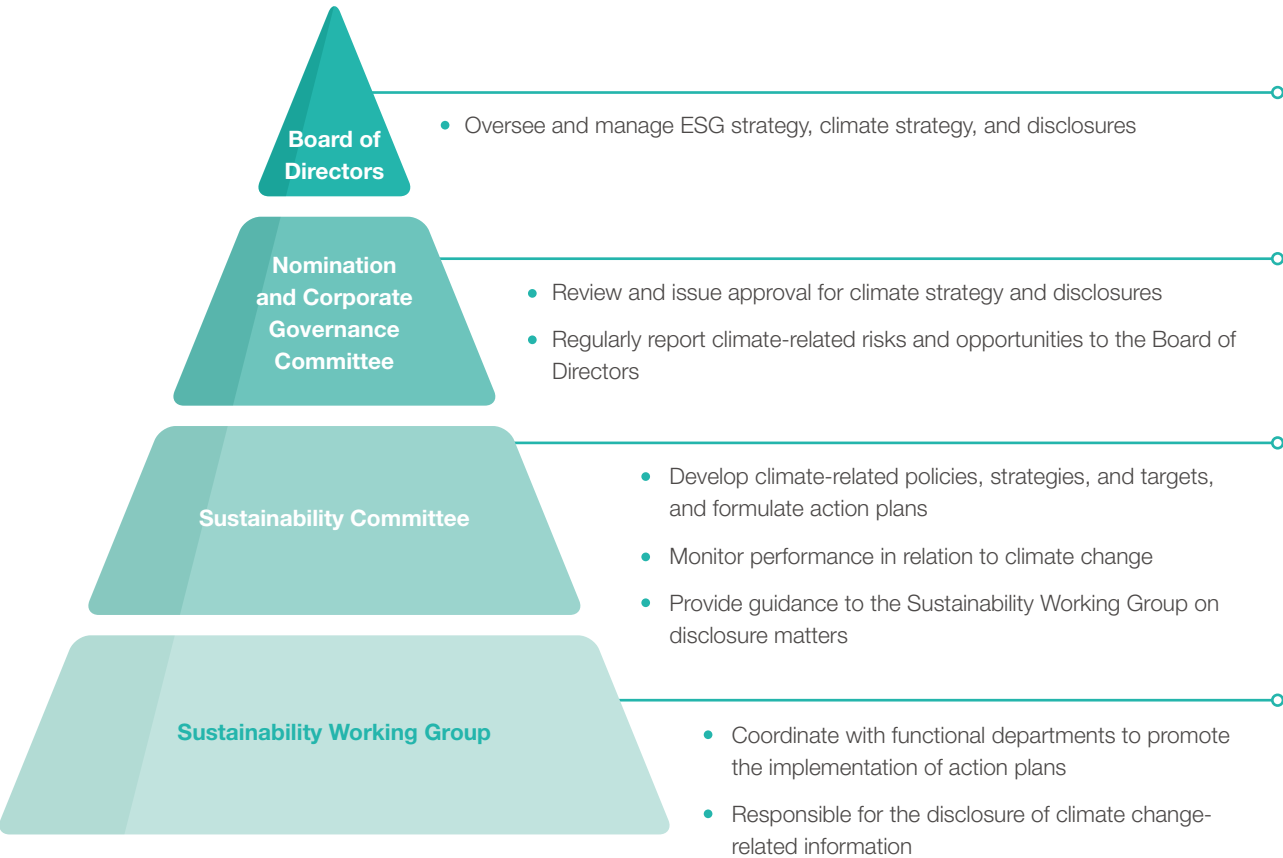 Board of
Directors
Oversee and manage ESG strategy, climate strategy, and disclosures
Nomination
and Corporate
Governance
Committee
Review and issue approval for climate strategy and disclosures
Regularly report climate-related risks and opportunities to the Board of
Directors
Sustainability Committee
Develop climate-related policies, strategies, and targets,
and formulate action plans
Monitor performance in relation to climate change
Provide guidance to the Sustainability Working Group on
disclosure matters
Sustainability Working Group
Coordinate with functional departments to promote
the implementation of action plans
Responsible for the disclosure of climate change-
related information